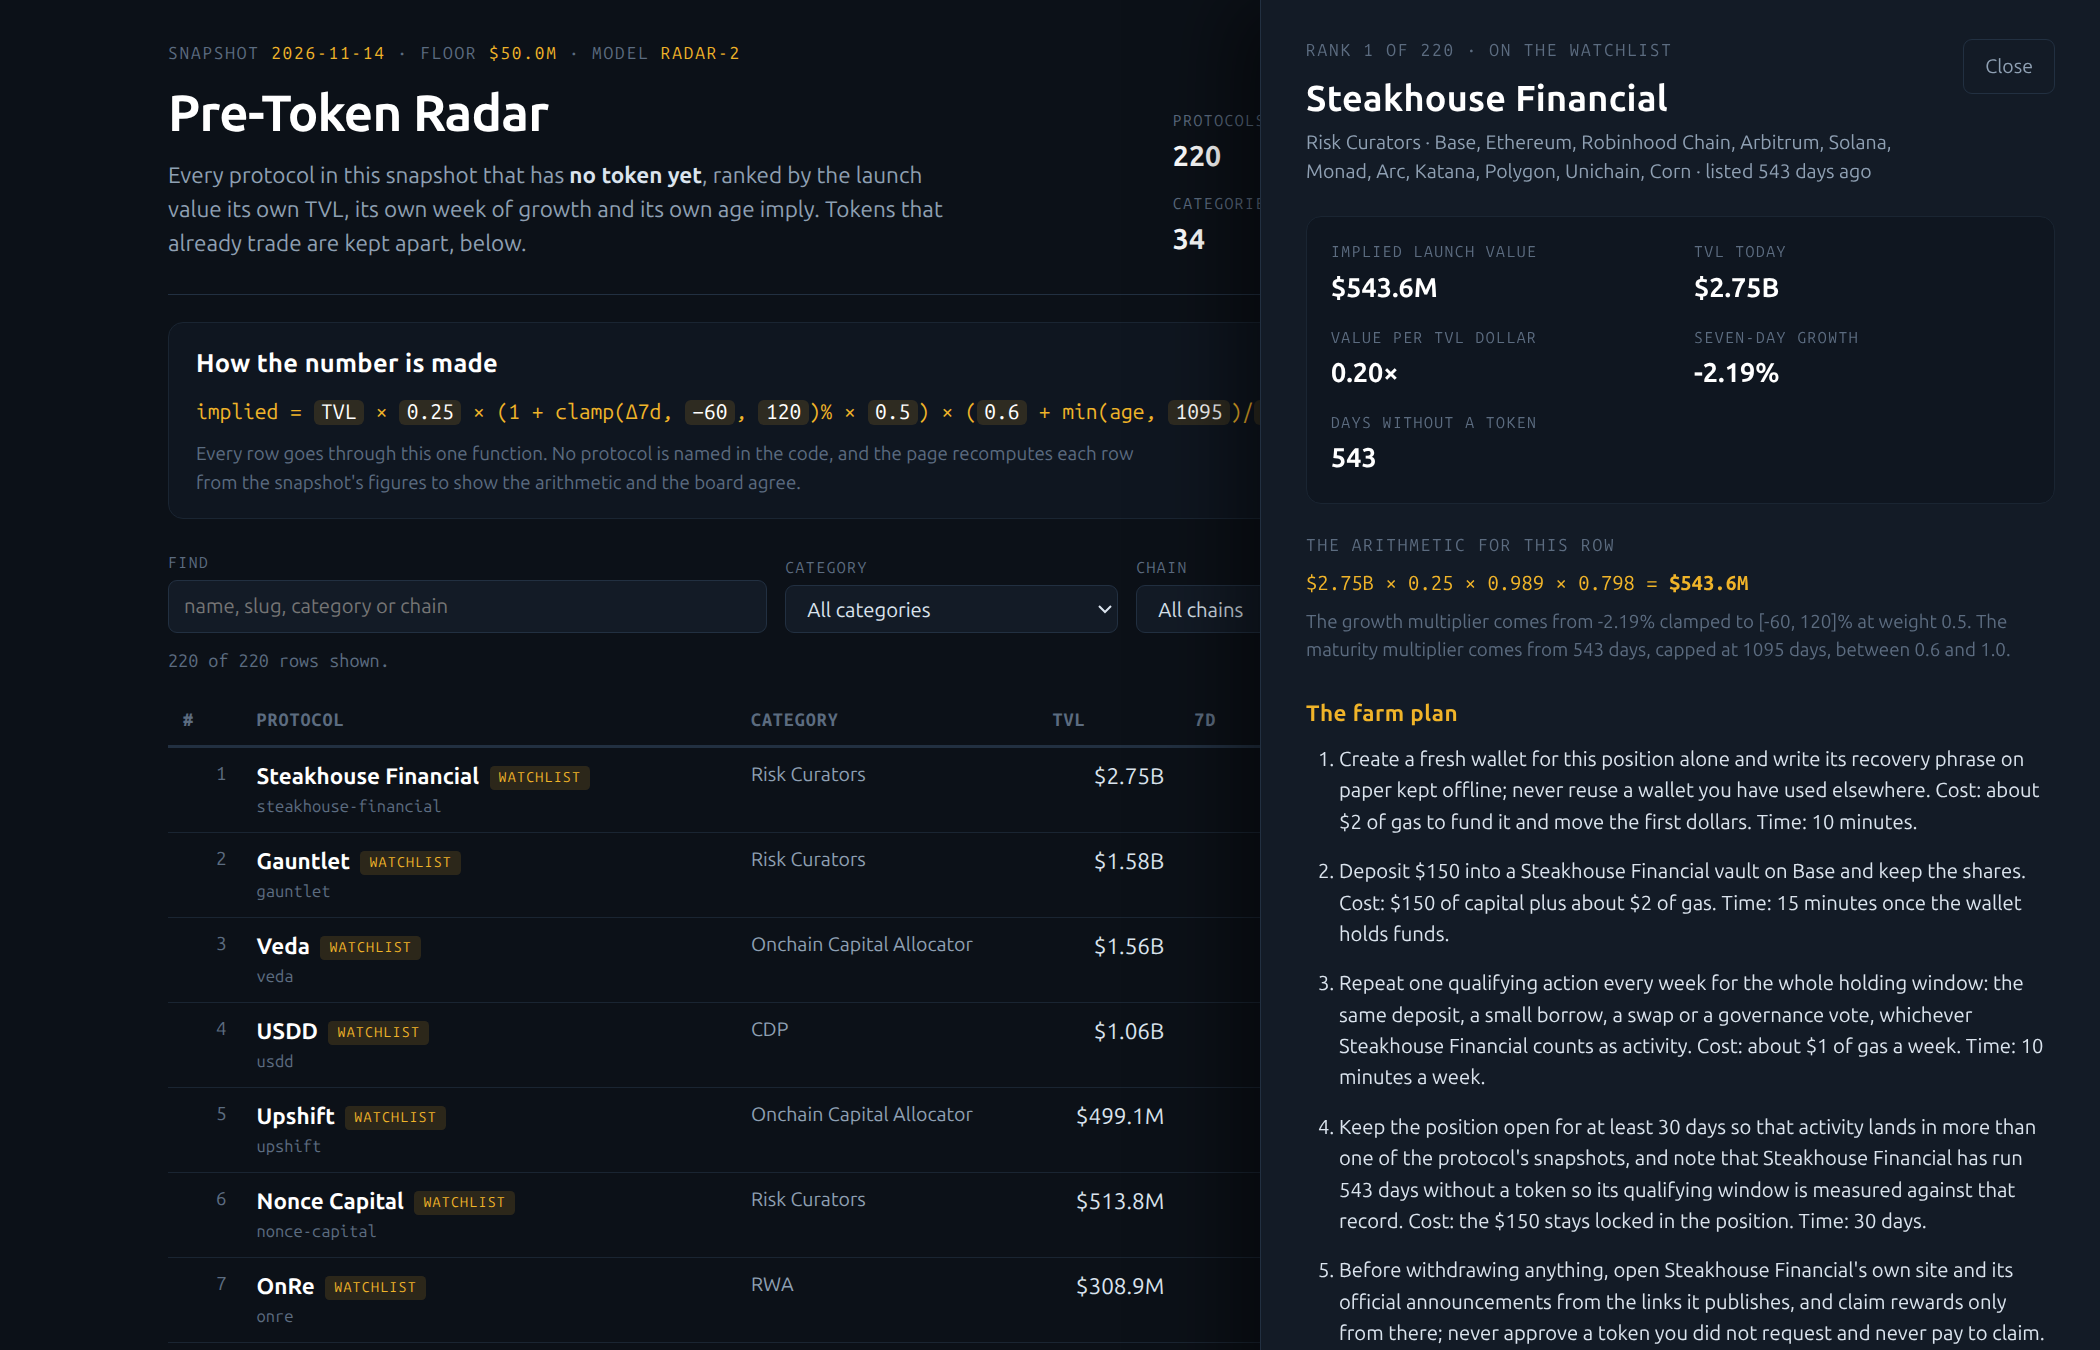 SNAPSHOT 2026-11-14 · FLOOR $50.0M · MODEL RADAR-2
Pre-Token Radar
Every protocol in this snapshot that has no token yet, ranked by the launch
value its own TVL, its own week of growth and its own age imply. Tokens that
already trade are kept apart, below.
PROTOCOLS
220
CATEGORIE
34
How the number is made
implied = TVL × 0.25 × (1 + clamp(Δ7d, −60, 120)% × 0.5) × (0.6 + min(age, 1095)/
Every row goes through this one function. No protocol is named in the code, and the page recomputes each row
from the snapshot's figures to show the arithmetic and the board agree.
FIND
name, slug, category or chain
CATEGORY
All categories
CHAIN
All chains
220 of 220 rows shown.
# PROTOCOL CATEGORY TVL 7D
1 Steakhouse Financial WATCHLIST Risk Curators $2.75B
steakhouse-financial
2 Gauntlet WATCHLIST Risk Curators $1.58B
gauntlet
3 Veda WATCHLIST Onchain Capital Allocator $1.56B
veda
4 USDD WATCHLIST CDP $1.06B
usdd
5 Upshift WATCHLIST Onchain Capital Allocator $499.1M
upshift
6 Nonce Capital WATCHLIST Risk Curators $513.8M
nonce-capital
7 OnRe WATCHLIST RWA $308.9M
onre
RANK 1 OF 220 · ON THE WATCHLIST
Close
Steakhouse Financial
Risk Curators · Base, Ethereum, Robinhood Chain, Arbitrum, Solana,
Monad, Arc, Katana, Polygon, Unichain, Corn · listed 543 days ago
IMPLIED LAUNCH VALUE
$543.6M
TVL TODAY
$2.75B
VALUE PER TVL DOLLAR
0.20×
SEVEN-DAY GROWTH
-2.19%
DAYS WITHOUT A TOKEN
543
THE ARITHMETIC FOR THIS ROW
$2.75B × 0.25 × 0.989 × 0.798 = $543.6M
The growth multiplier comes from -2.19% clamped to [-60, 120]% at weight 0.5. The
maturity multiplier comes from 543 days, capped at 1095 days, between 0.6 and 1.0.
The farm plan
1. Create a fresh wallet for this position alone and write its recovery phrase on
paper kept offline; never reuse a wallet you have used elsewhere. Cost: about
$2 of gas to fund it and move the first dollars. Time: 10 minutes.
2. Deposit $150 into a Steakhouse Financial vault on Base and keep the shares.
Cost: $150 of capital plus about $2 of gas. Time: 15 minutes once the wallet
holds funds.
3. Repeat one qualifying action every week for the whole holding window: the
same deposit, a small borrow, a swap or a governance vote, whichever
Steakhouse Financial counts as activity. Cost: about $1 of gas a week. Time: 10
minutes a week.
4. Keep the position open for at least 30 days so that activity lands in more than
one of the protocol's snapshots, and note that Steakhouse Financial has run
543 days without a token so its qualifying window is measured against that
record. Cost: the $150 stays locked in the position. Time: 30 days.
5. Before withdrawing anything, open Steakhouse Financial's own site and its
official announcements from the links it publishes, and claim rewards only
from there; never approve a token you did not request and never pay to claim.